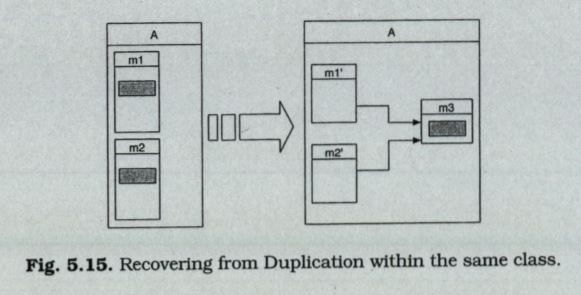 A
m1
m2
A
m1'
m2'
m3
Fig. 5.15. Recovering from Duplication within the same class.